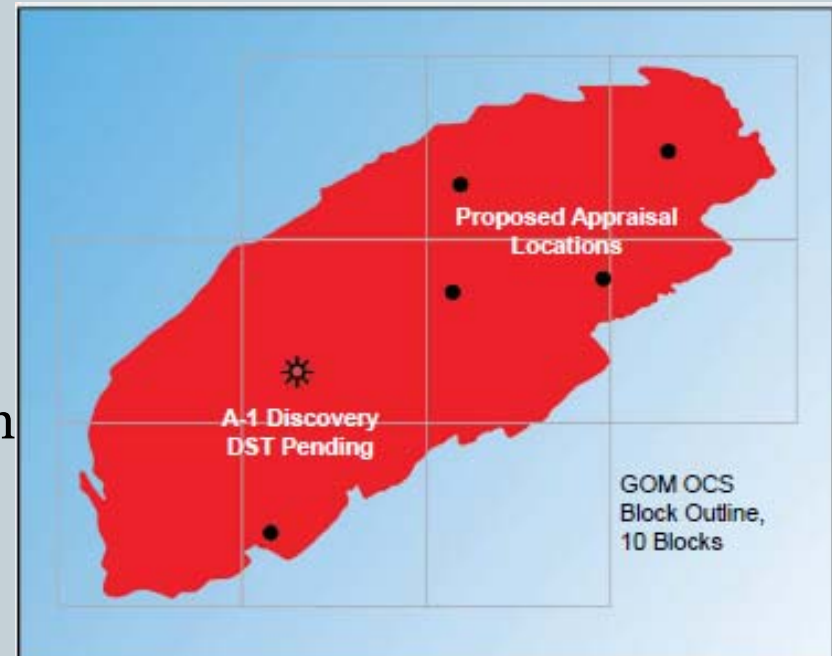 Proposed Appraisal
Locations
A-1 Discovery
DST Pending
n
GOM OCS
Block Outline,
10 Blocks